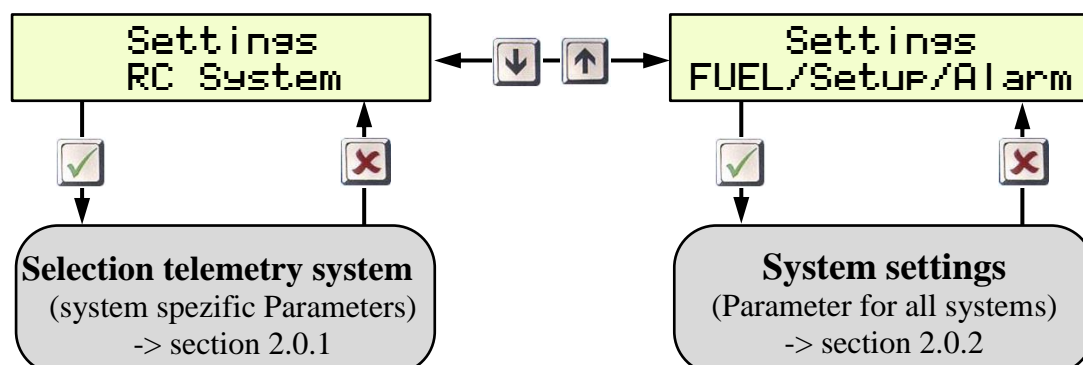 Settings
RC System
Settings
FUEL/Setup/Alarm
Selection telemetry system
(system spezific Parameters)
-> section 2.0.1
System settings
(Parameter for all systems)
-> section 2.0.2